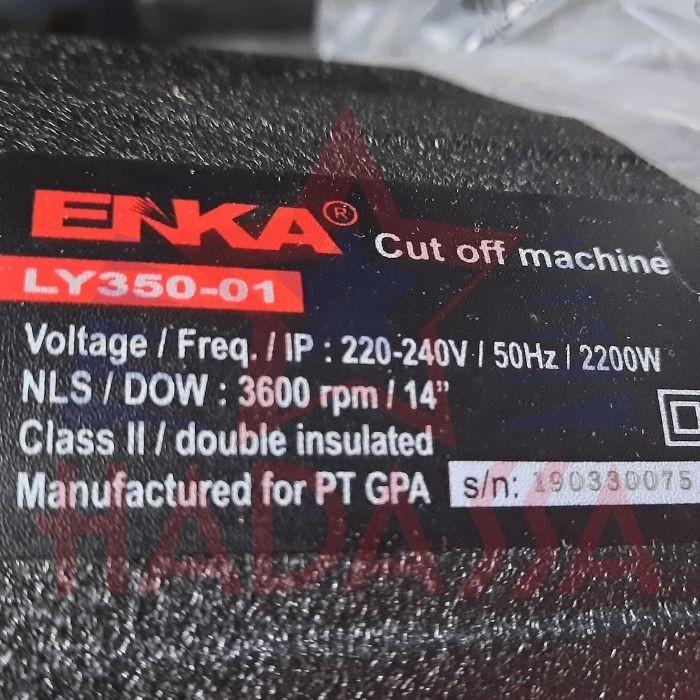 ENKA® Cut off machine
LY350-01
Voltage / Freq. / IP : 220-240V / 50Hz / 2200W
NLS / DOW : 3600 rpm / 14”
Class II / double insulated
Manufactured for PT GPA s/n: 190330075
HADASSA